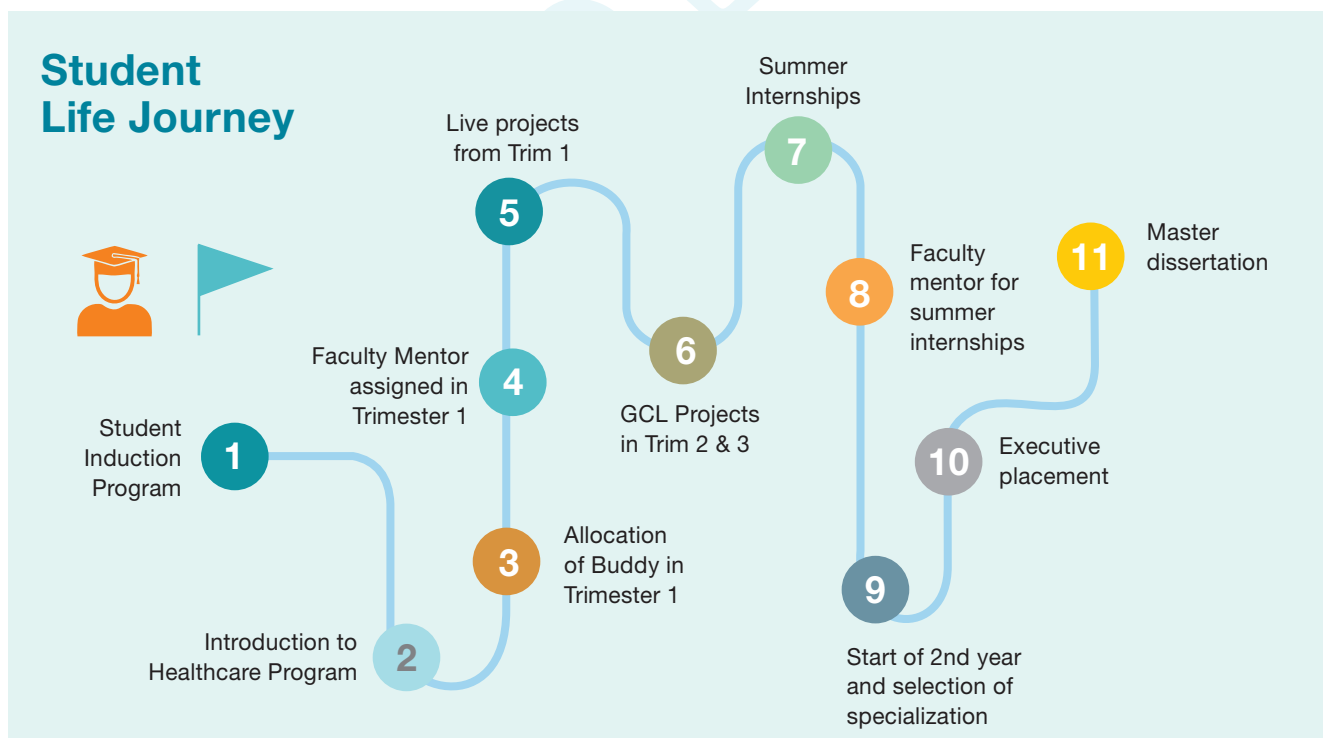 Student
Life Journey
1
Student
Induction
Program
2
Introduction to
Healthcare Program
3
Allocation
of Buddy in
Trimester 1
4
Faculty Mentor
assigned in
Trimester 1
5
Live projects
from Trim 1
6
GCL Projects
in Trim 2 & 3
7
Summer
Internships
8
Faculty
mentor for
summer
internships
9
Start of 2nd year
and selection of
specialization
10
Executive
placement
11
Master
dissertation